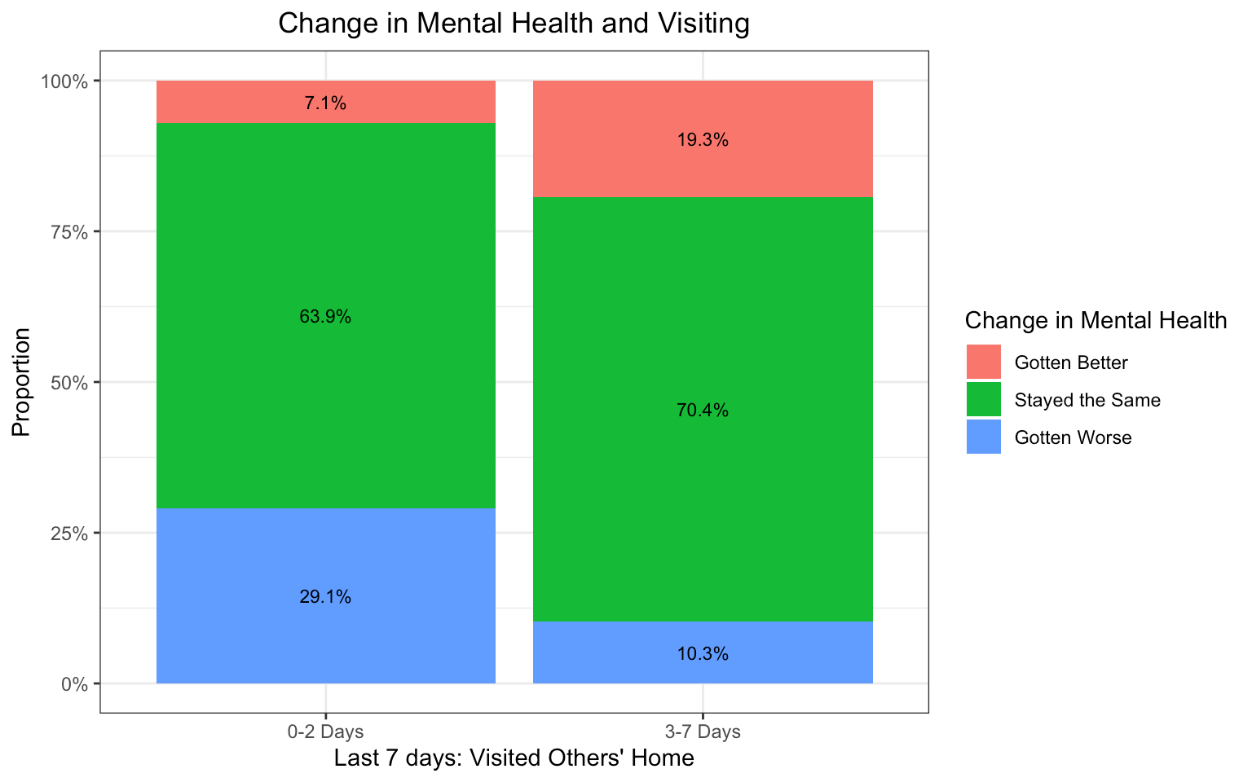 Change in Mental Health and Visiting
100%
75%
50%
25%
0%
Proportion
7.1%
63.9%
29.1%
19.3%
70.4%
10.3%
0-2 Days
3-7 Days
Last 7 days: Visited Others' Home
Change in Mental Health
Gotten Better
Stayed the Same
Gotten Worse